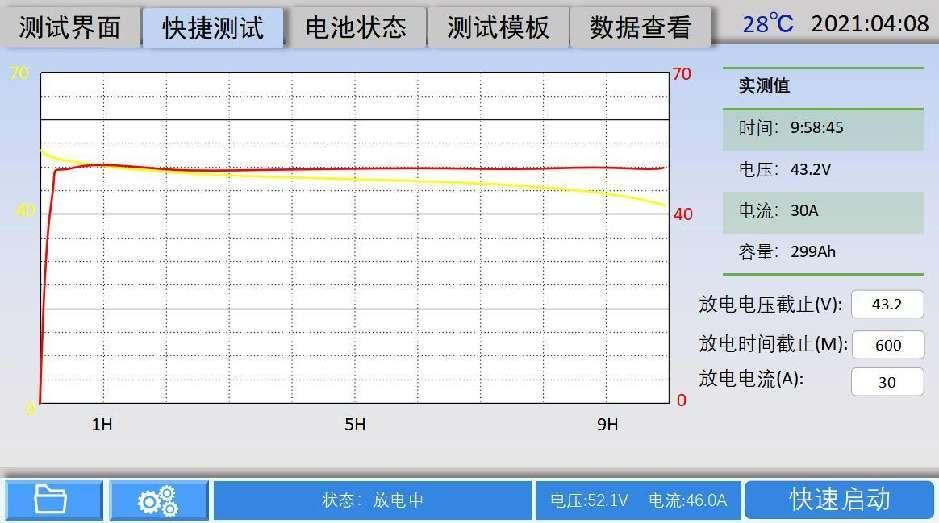 测试界面 快捷测试 电池状态 测试模板 数据查看 28℃ 2021:04:08
70
70
实测值
时间：9:58:45
电压：43.2V
40
40
电流：30A
容量：299Ah
放电电压截止(V): 43.2
放电时间截止(M): 600
放电电流(A): 30
0
0
1H 5H 9H
状态：放电中 电压:52.1V 电流:46.0A 快速启动